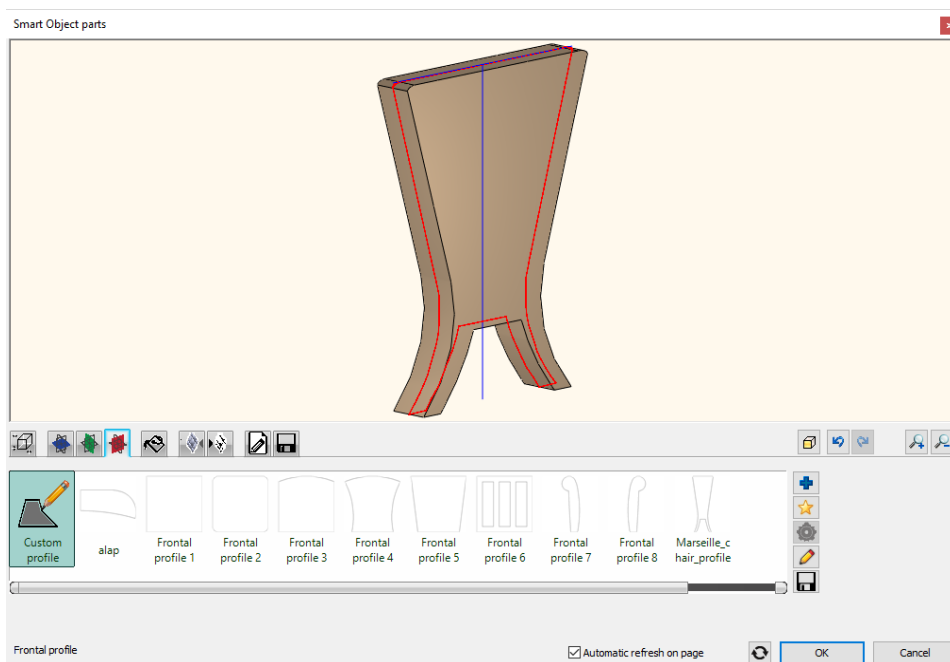 Smart Object parts
Custom
profile
alap
Frontal
profile 1
Frontal
profile 2
Frontal
profile 3
Frontal
profile 4
Frontal
profile 5
Frontal
profile 6
Frontal
profile 7
Frontal
profile 8
Marseille_c
hair_profile
Frontal profile
Automatic refresh on page
OK
Cancel